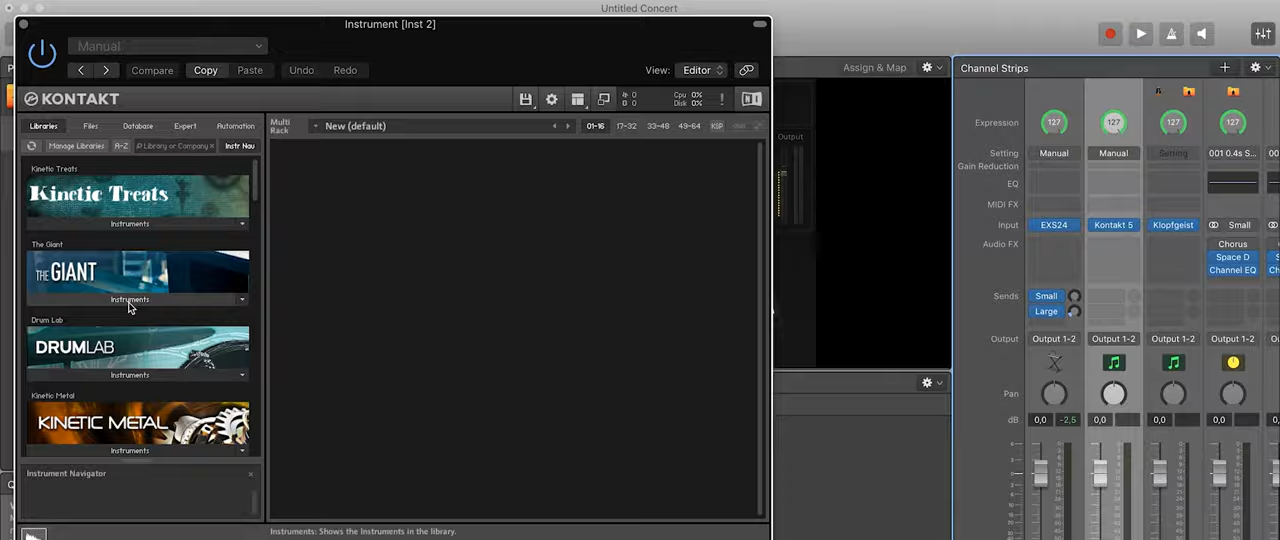 Untitled Concert
Instrument [Inst 2]
Manual
Compare Copy Paste Undo Redo View: Editor
KONTAKT
0
0
Cpu 0%
Disk 0%
!
Libraries Files Database Expert Automation
Manage Libraries A-Z Library or Company Instr Nav
Multi
Rack
New (default) 01-16 17-32 33-48 49-64 KSP
Kinetic Treats
Kinetic Treats
Instruments
The Giant
THE GIANT
Instruments
Drum Lab
DRUMLAB
Instruments
Kinetic Metal
KINETIC METAL
Instruments
Instrument Navigator
Instruments: Shows the Instruments in the library.
Assign & Map
Output
Channel Strips
Expression 127 127 127 127
Setting Manual Manual Setting 001 0.4s S...
Gain Reduction
EQ
MIDI FX
Input EXS24 Kontakt 5 Klopfgeist Small
Audio FX Chorus
Space D
Channel EQ
Sends Small
Large
Output Output 1-2 Output 1-2 Output 1-2 Output 1-2
Pan
dB 0,0 -2,5 0,0 0,0 0,0